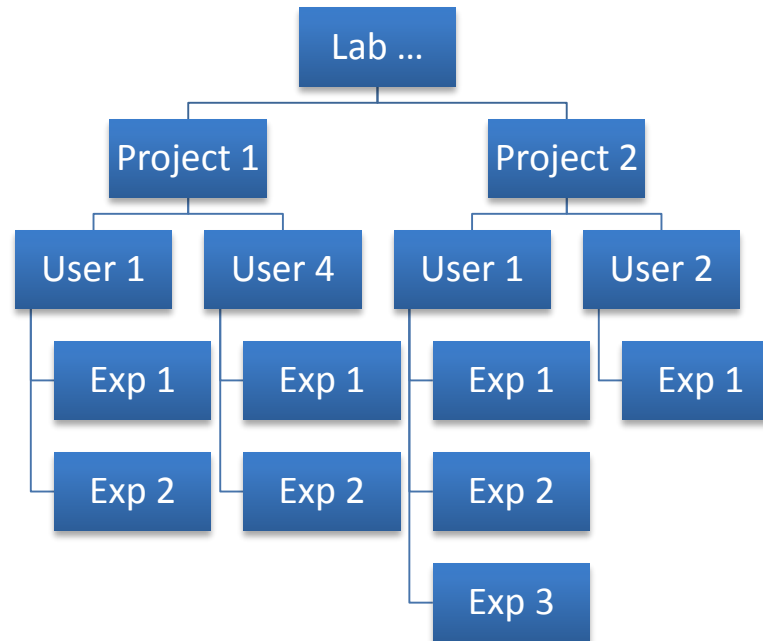 Lab ...
Project 1
Project 2
User 1
User 4
User 1
User 2
Exp 1
Exp 1
Exp 1
Exp 1
Exp 2
Exp 2
Exp 2
Exp 3